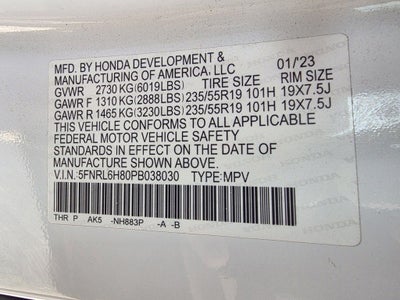 MFD. BY HONDA DEVELOPMENT & 01/'23
MANUFACTURING OF AMERICA, LLC
GVWR 2730 KG(6019LBS) TIRE SIZE RIM SIZE
GAWR F 1310 KG(2888LBS) 235/55R19 101H 19X7.5J
GAWR R 1465 KG(3230LBS) 235/55R19 101H 19X7.5J
THIS VEHICLE CONFORMS TO ALL APPLICABLE
FEDERAL MOTOR VEHICLE SAFETY
STANDARDS IN EFFECT ON THE DATE OF
MANUFACTURE SHOWN ABOVE.
V.I.N.:5FNRL6H80PB038030 TYPE:MPV
THR P AK5 -NH883P -A -B